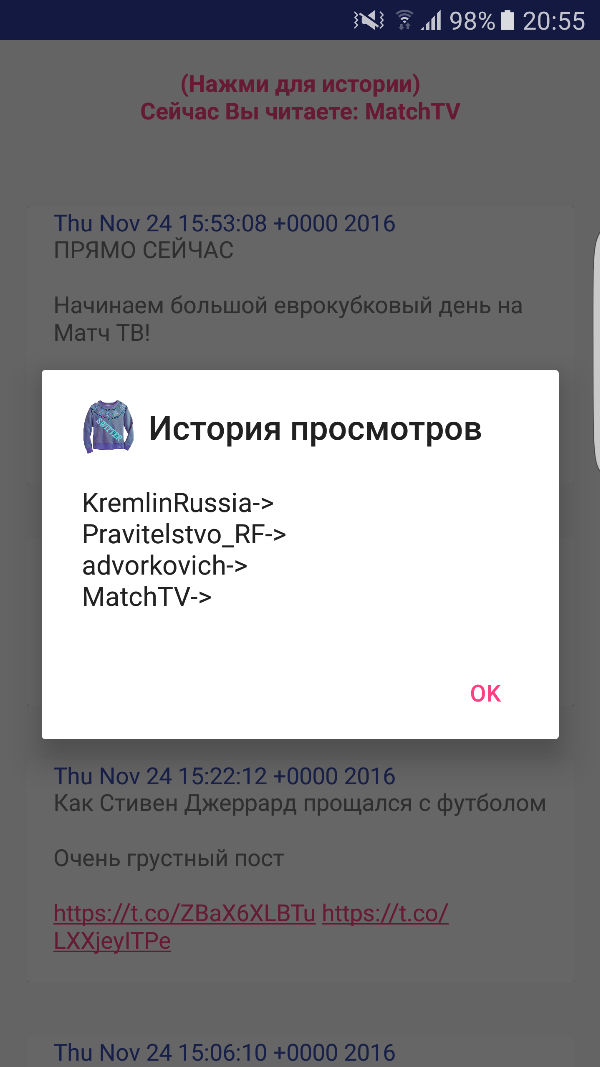 98% 20:55
(Нажми для истории)
Сейчас Вы читаете: MatchTV
Thu Nov 24 15:53:08 +0000 2016
ПРЯМО СЕЙЧАС
Начинаем большой еврокубковый день на
Матч ТВ!
SWITTER
История просмотров
KremlinRussia->
Pravitelstvo_RF->
advorkovich->
MatchTV->
OK
Thu Nov 24 15:22:12 +0000 2016
Как Стивен Джеррард прощался с футболом
Очень грустный пост
https://t.co/ZBaX6XLBTu https://t.co/
LXXjeyITPe
Thu Nov 24 15:06:10 +0000 2016